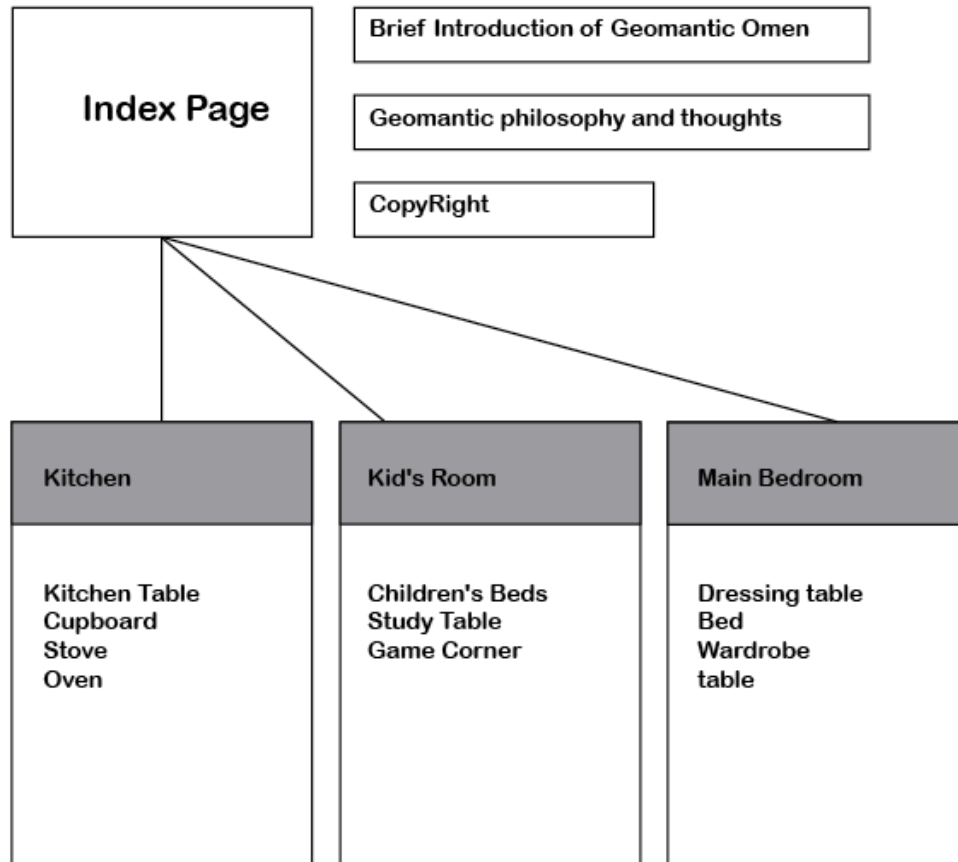 Index Page
Brief Introduction of Geomantic Omen
Geomantic philosophy and thoughts
CopyRight
Kitchen
Kitchen Table
Cupboard
Stove
Oven
Kid's Room
Children's Beds
Study Table
Game Corner
Main Bedroom
Dressing table
Bed
Wardrobe
table